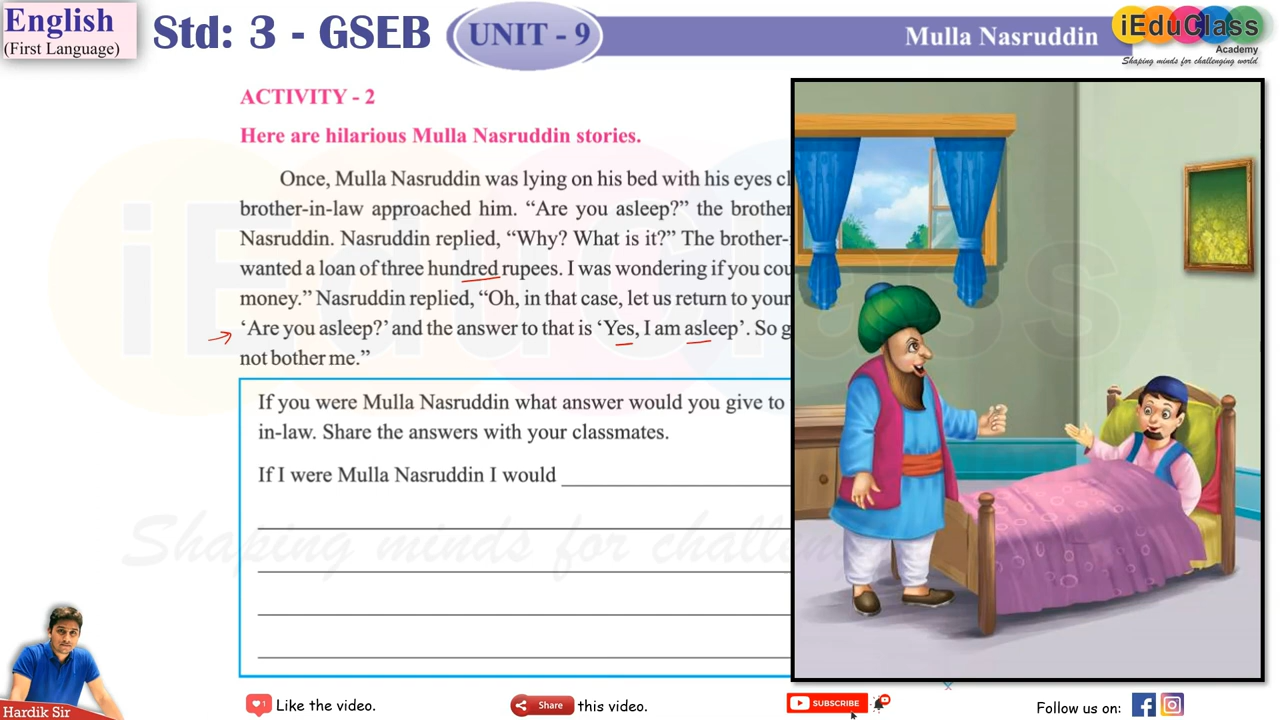 English
(First Language)
Std: 3 - GSEB
UNIT - 9
Mulla Nasruddin
iEduClass
Academy
Shaping minds for challenging world
ACTIVITY - 2
Here are hilarious Mulla Nasruddin stories.
Once, Mulla Nasruddin was lying on his bed with his eyes cl
brother-in-law approached him. “Are you asleep?” the brother
Nasruddin. Nasruddin replied, “Why? What is it?” The brother-
wanted a loan of three hundred rupees. I was wondering if you cou
money.” Nasruddin replied, “Oh, in that case, let us return to your
‘Are you asleep?’ and the answer to that is ‘Yes, I am asleep’. So g
not bother me.”
If you were Mulla Nasruddin what answer would you give to
in-law. Share the answers with your classmates.
If I were Mulla Nasruddin I would
iEduClass
Shaping minds for challen
Hardik Sir
1
Like the video.
Share this video.
SUBSCRIBE
Follow us on: